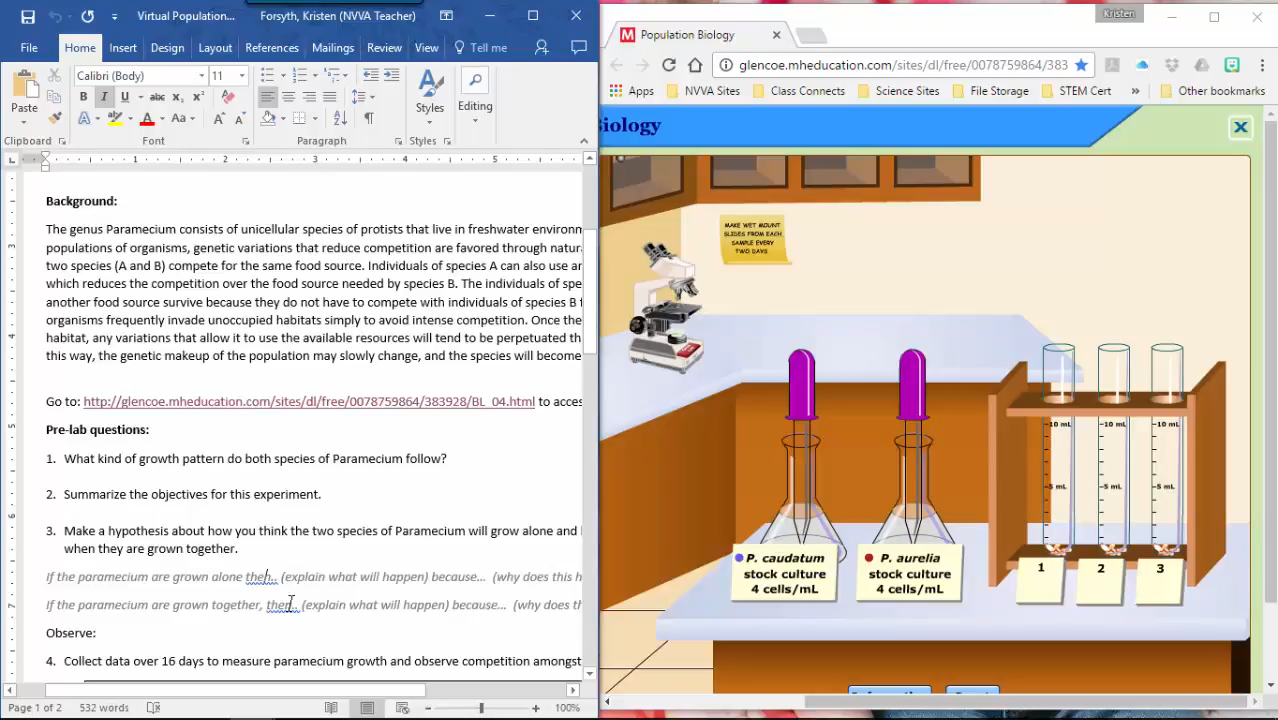 Virtual Population...
Forsyth, Kristen (NVVA Teacher)
File Home Insert Design Layout References Mailings Review View Tell me
Calibri (Body) 11
Paste
B I U abc x₂ x²
A ab A Aa A A
Styles
Editing
Clipboard Font Paragraph Styles
1 2 3 4 5
Background:
The genus Paramecium consists of unicellular species of protists that live in freshwater environm
populations of organisms, genetic variations that reduce competition are favored through natur
two species (A and B) compete for the same food source. Individuals of species A can also use an
which reduces the competition over the food source needed by species B. The individuals of spe
another food source survive because they do not have to compete with individuals of species B f
organisms frequently invade unoccupied habitats simply to avoid intense competition. Once the
habitat, any variations that allow it to use the available resources will tend to be perpetuated th
this way, the genetic makeup of the population may slowly change, and the species will become
Go to: http://glencoe.mheducation.com/sites/dl/free/0078759864/383928/BL_04.html to acces
Pre-lab questions:
1. What kind of growth pattern do both species of Paramecium follow?
2. Summarize the objectives for this experiment.
3. Make a hypothesis about how you think the two species of Paramecium will grow alone and h
when they are grown together.
If the paramecium are grown alone then.. (explain what will happen) because... (why does this h
If the paramecium are grown together, then.. (explain what will happen) because... (why does th
Observe:
4. Collect data over 16 days to measure paramecium growth and observe competition amongst
Page 1 of 2 532 words 100%
Kristen
M Population Biology
glencoe.mheducation.com/sites/dl/free/0078759864/383
Apps NVVA Sites Class Connects Science Sites File Storage STEM Cert » Other bookmarks
Biology
MAKE WET MOUNT
SLIDES FROM EACH
SAMPLE EVERY
TWO DAYS
P. caudatum
stock culture
4 cells/mL
P. aurelia
stock culture
4 cells/mL
10 mL 10 mL 10 mL
5 mL 5 mL 5 mL
1 2 3